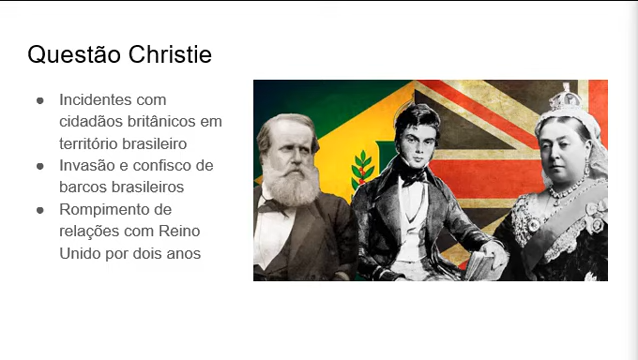 Questão Christie
● Incidentes com
cidadãos britânicos em
território brasileiro
● Invasão e confisco de
barcos brasileiros
● Rompimento de
relações com Reino
Unido por dois anos